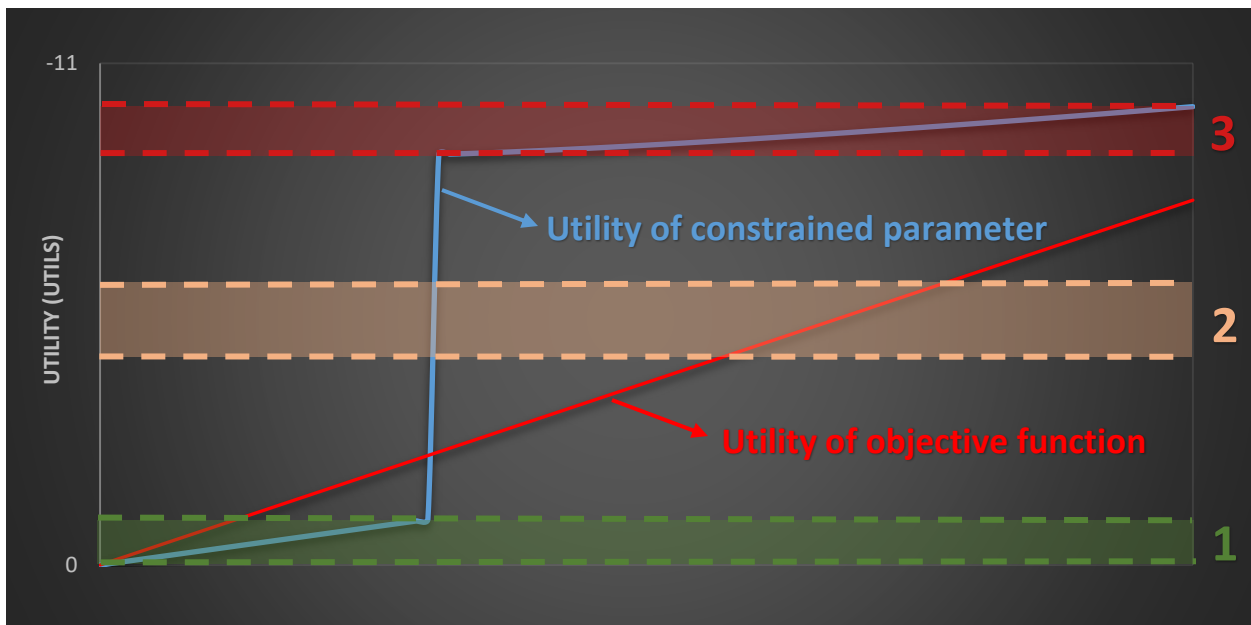 -11
3
Utility of constrained parameter
UTILITY (UTILS)
2
Utility of objective function
1
0